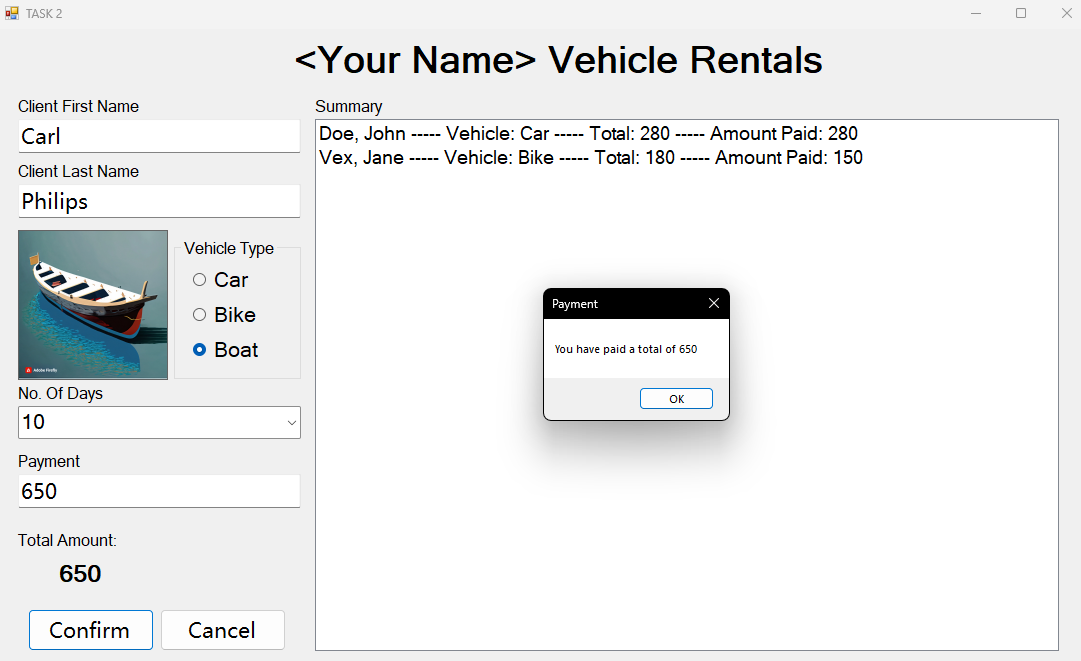 TASK 2
<Your Name> Vehicle Rentals
Client First Name
Carl
Client Last Name
Philips
Adobe Firefly
Vehicle Type
Car
Bike
Boat
No. Of Days
10
Payment
650
Total Amount:
650
Confirm
Cancel
Summary
Doe, John ----- Vehicle: Car ----- Total: 280 ----- Amount Paid: 280
Vex, Jane ----- Vehicle: Bike ----- Total: 180 ----- Amount Paid: 150
Payment
You have paid a total of 650
OK